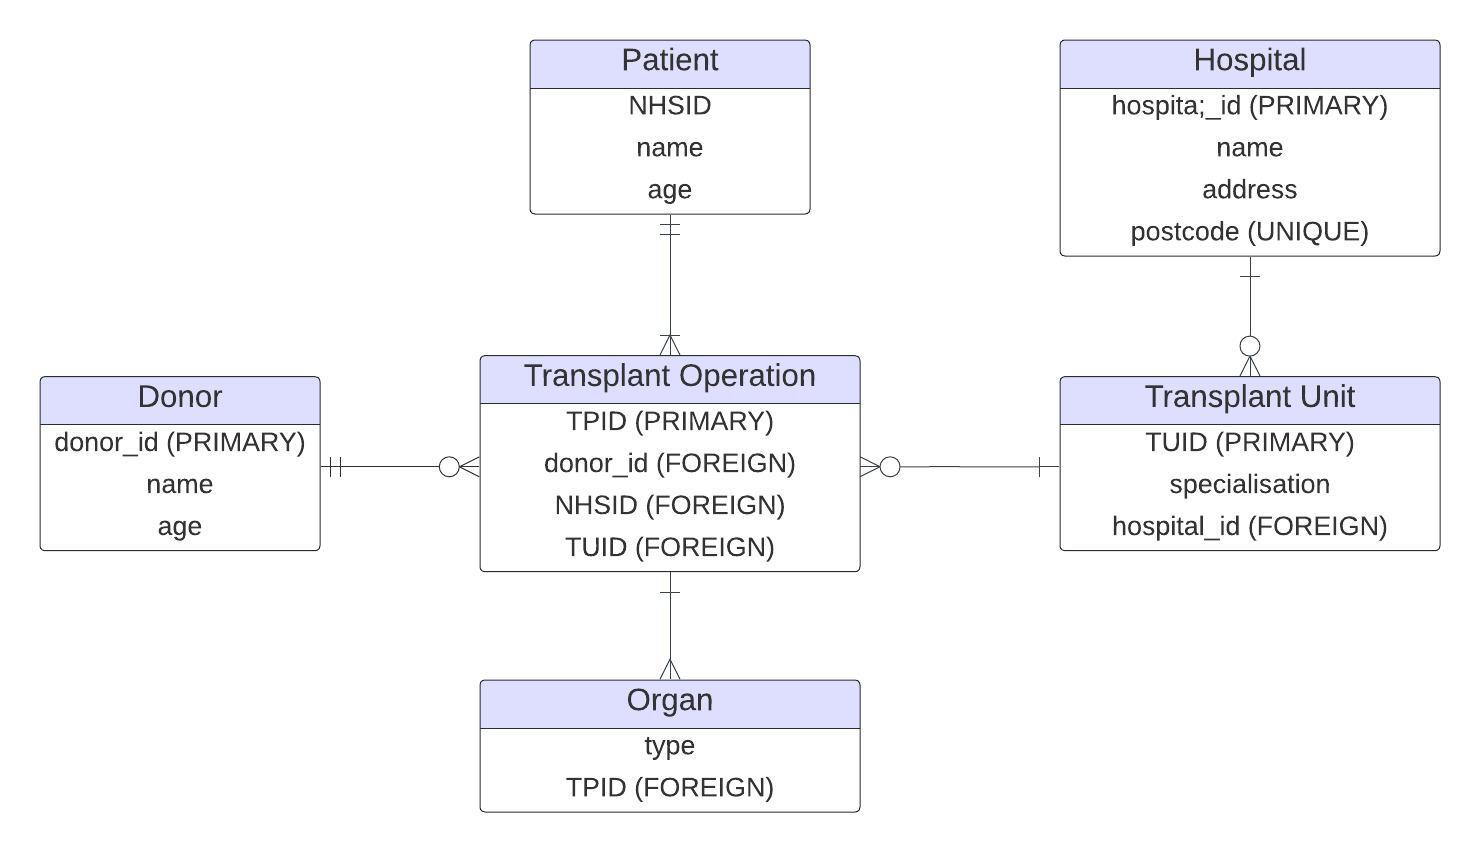 Patient
NHSID
name
age
Hospital
hospita;_id (PRIMARY)
name
address
postcode (UNIQUE)
Donor
donor_id (PRIMARY)
name
age
Transplant Operation
TPID (PRIMARY)
donor_id (FOREIGN)
NHSID (FOREIGN)
TUID (FOREIGN)
Transplant Unit
TUID (PRIMARY)
specialisation
hospital_id (FOREIGN)
Organ
type
TPID (FOREIGN)